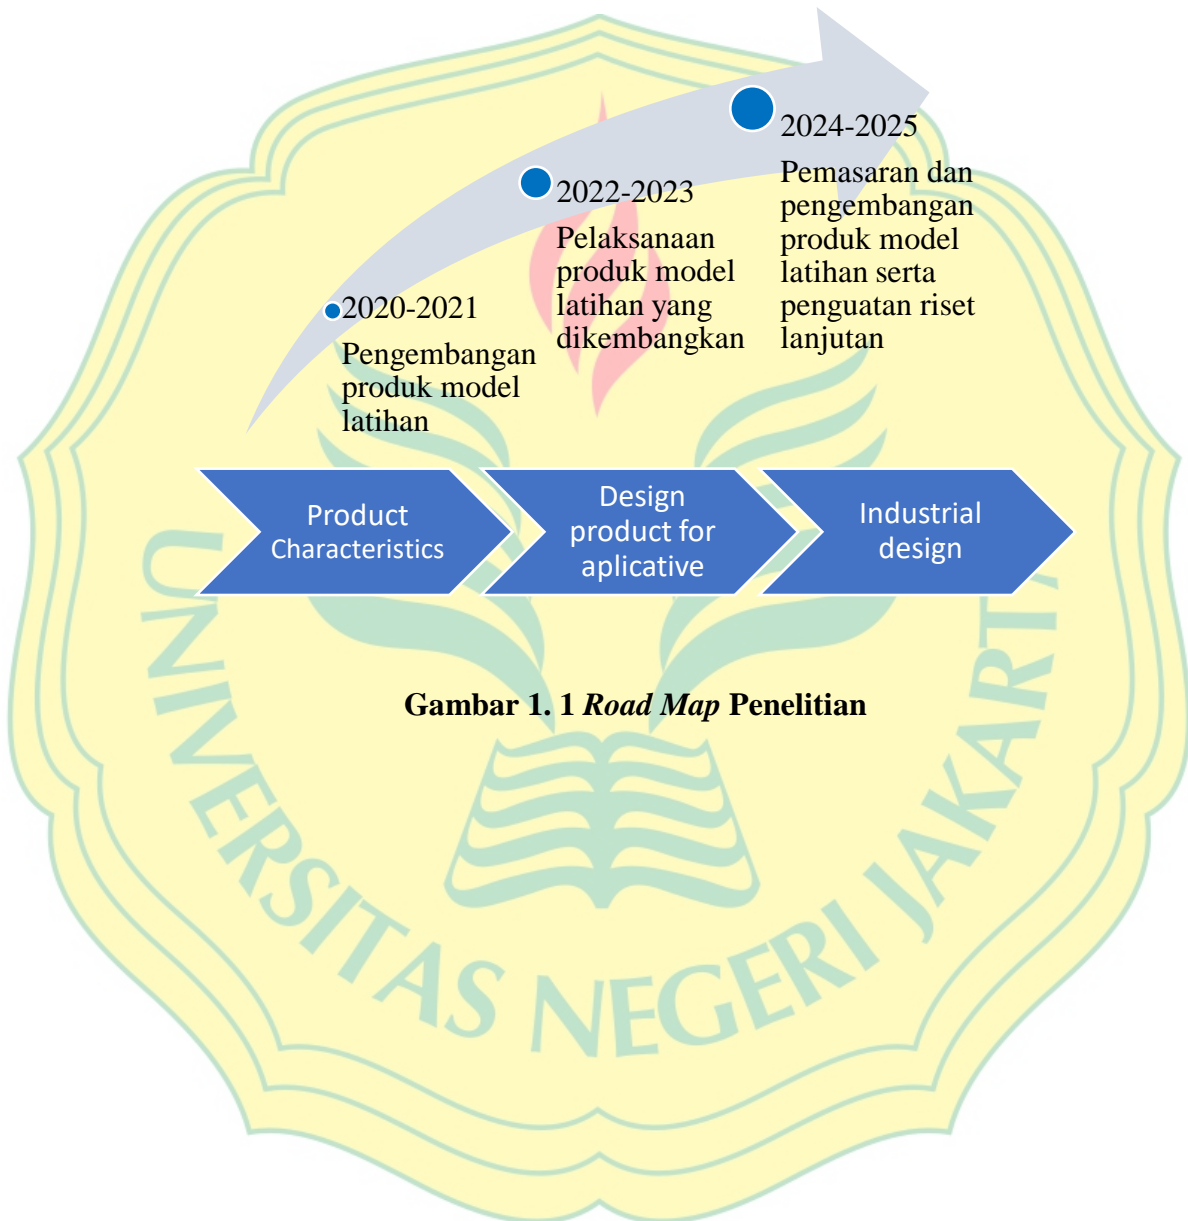 2020-2021
Pengembangan
produk model
latihan
2022-2023
Pelaksanaan
produk model
latihan yang
dikembangkan
2024-2025
Pemasaran dan
pengembangan
produk model
latihan serta
penguatan riset
lanjutan
Product
Characteristics
Design
product for
aplicative
Industrial
design
Gambar 1. 1 Road Map Penelitian
UNIVERSITAS NEGERI JAKARTA